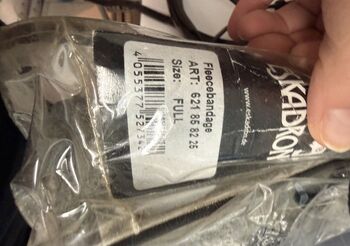 Fleecebandage
ART: 621 85 82 25
Size: FULL
ESKADRON
www.eskadron.de